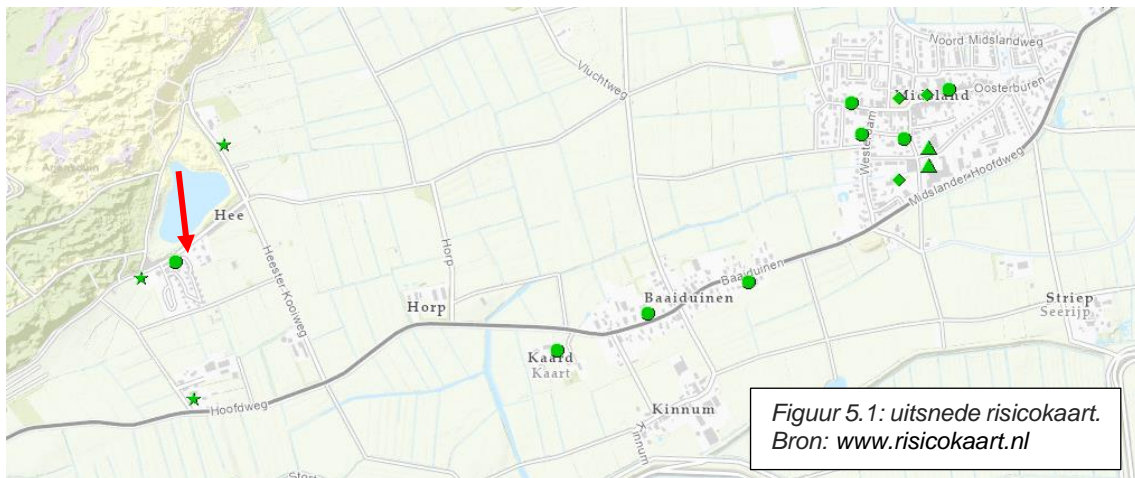 Noord Midslandweg
Vluchtweg
Midsland
Oosterburen
Westerdam
Midslander Hoofdweg
Hee
Heester Kooiweg
Horp
Horp
Baaiduinen
Baaiduinen
Striep
Seerijp
Kaard
Kaart
Hoofdweg
Kinnum
Kinnum
Figuur 5.1: uitsnede risicokaart.
Bron: www.risicokaart.nl